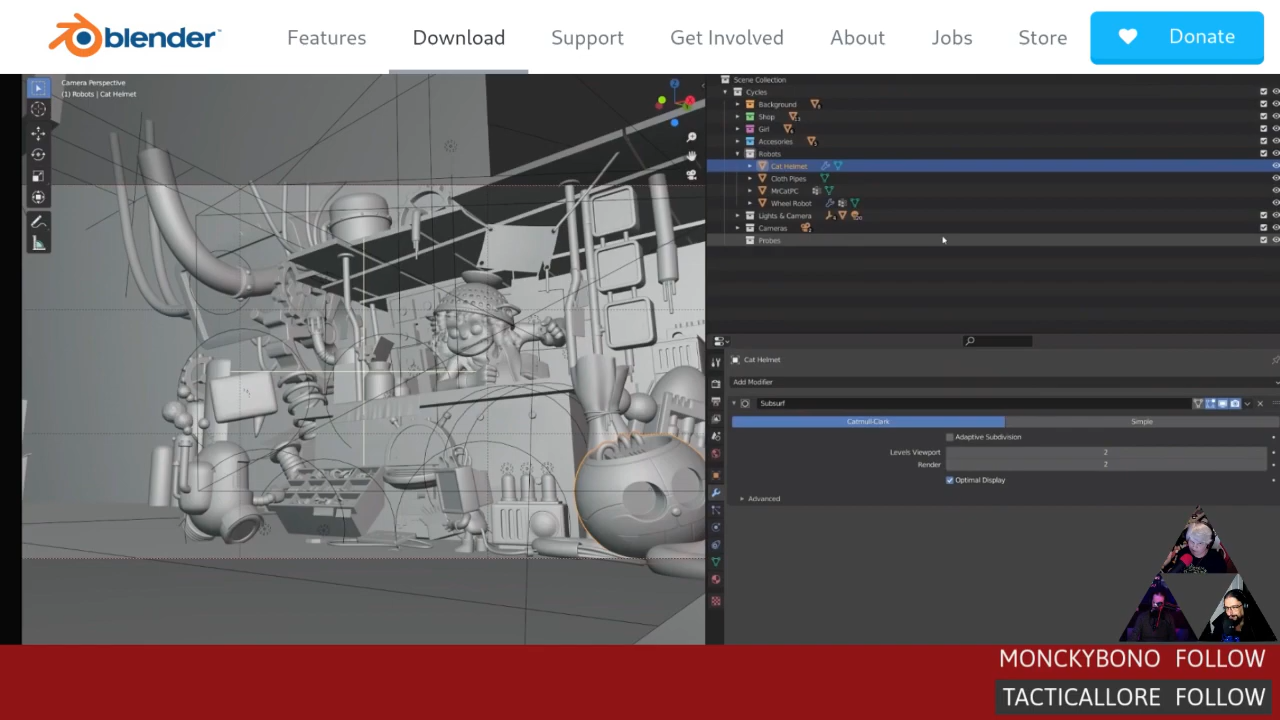 blender
Features
Download
Support
Get Involved
About
Jobs
Store
Donate
Camera Perspective
(1) Robots | Cat Helmet
Scene Collection
Cycles
Background
Shop
Girl
Accesories
Robots
Cat Helmet
Cloth Pipes
MrCatPC
Wheel Robot
Lights & Camera
Cameras
Probes
Cat Helmet
Add Modifier
Subsurf
Catmull-Clark
Simple
Adaptive Subdivision
Levels Viewport 2
Render 2
Optimal Display
Advanced
MONCKYBONO FOLLOW
TACTICALLORE FOLLOW